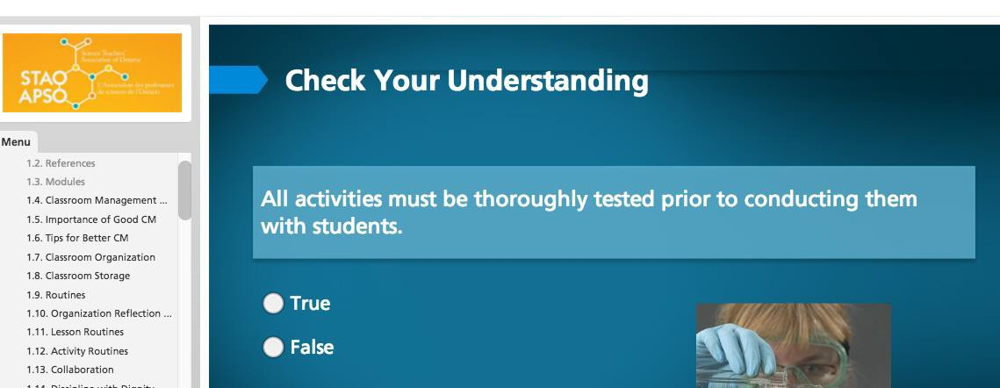 Science Teachers'
Association of Ontario
STAO
APSO
L'Association des professeurs
de sciences de l'Ontario
Menu
1.2. References
1.3. Modules
1.4. Classroom Management ...
1.5. Importance of Good CM
1.6. Tips for Better CM
1.7. Classroom Organization
1.8. Classroom Storage
1.9. Routines
1.10. Organization Reflection ...
1.11. Lesson Routines
1.12. Activity Routines
1.13. Collaboration
1.14. Discipline with Dignity
Check Your Understanding
All activities must be thoroughly tested prior to conducting them
with students.
True
False